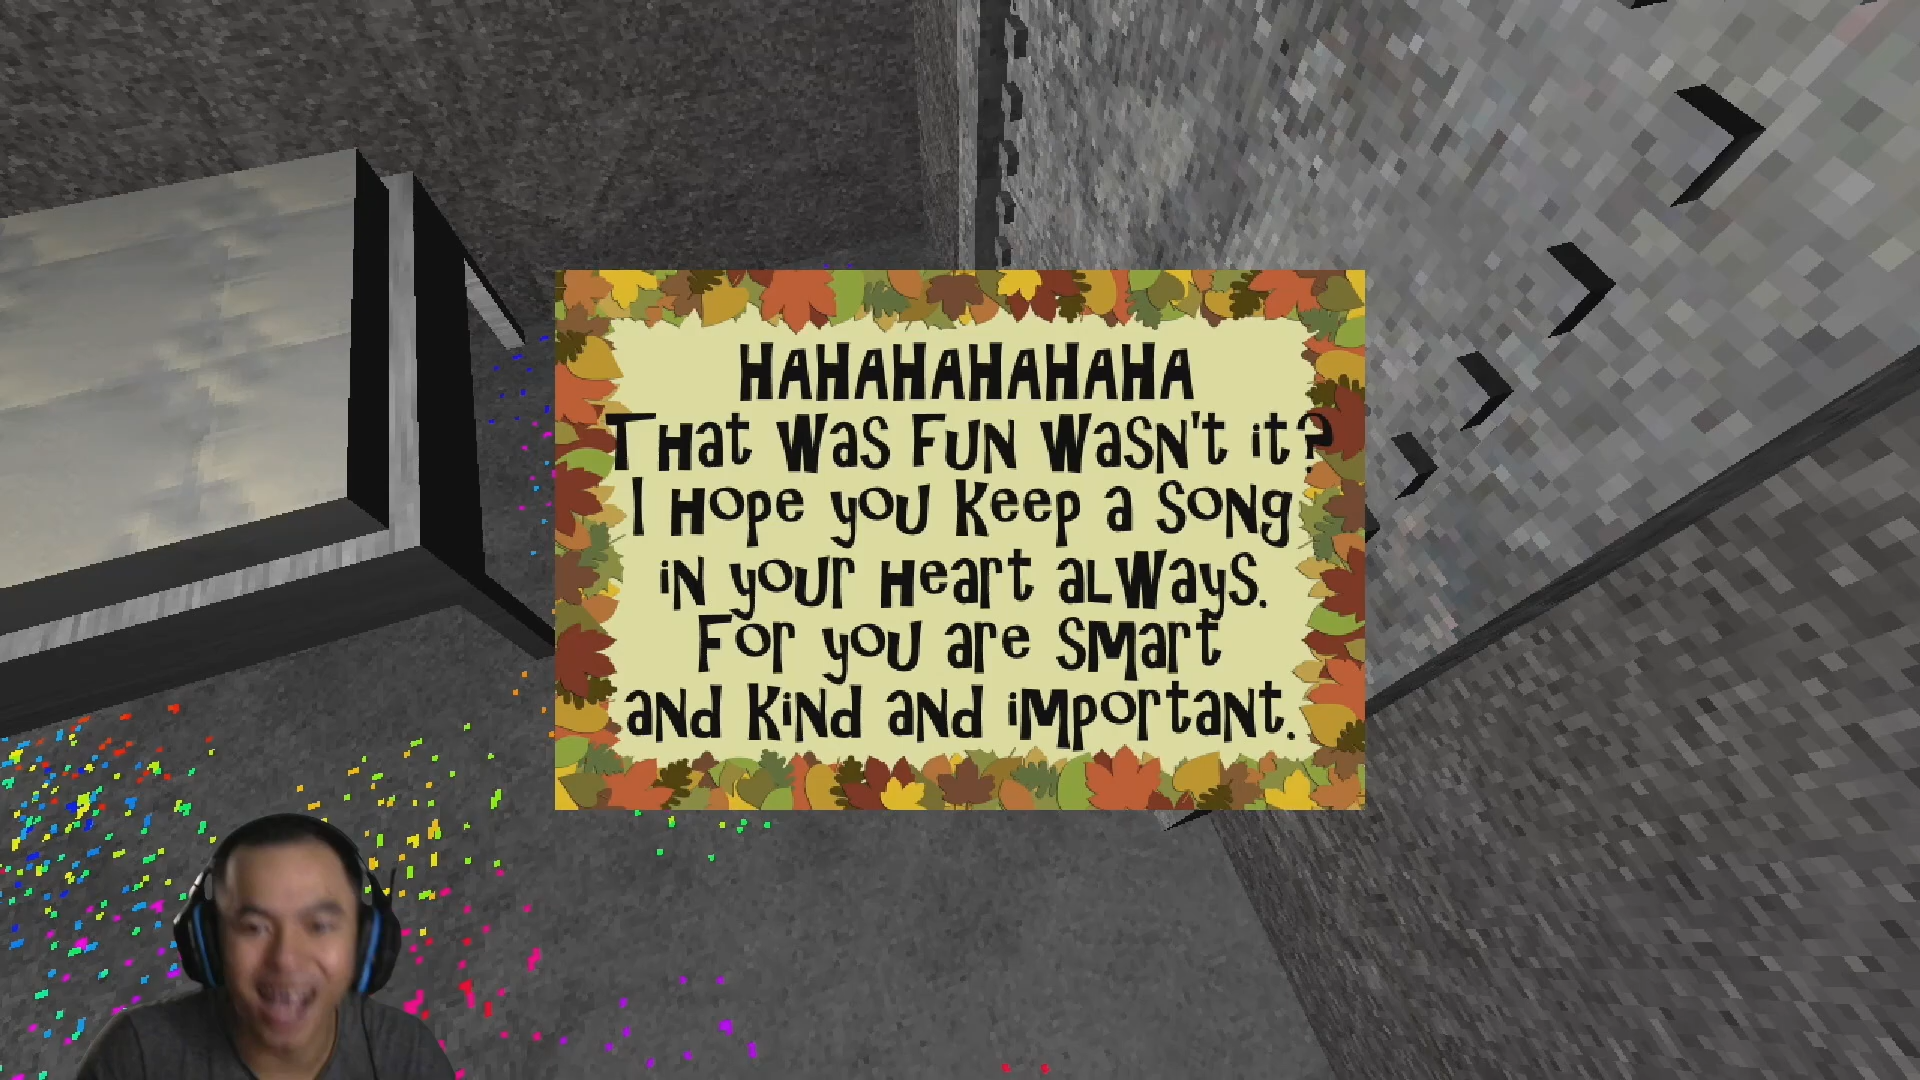 HAHAHAHAHAHA
THat WaS FUN WaSN't it?
I Hope you Keep a SoNg
iN your Heart aLWays.
For you are SMart
aNd KiNd aNd iMportaNt.